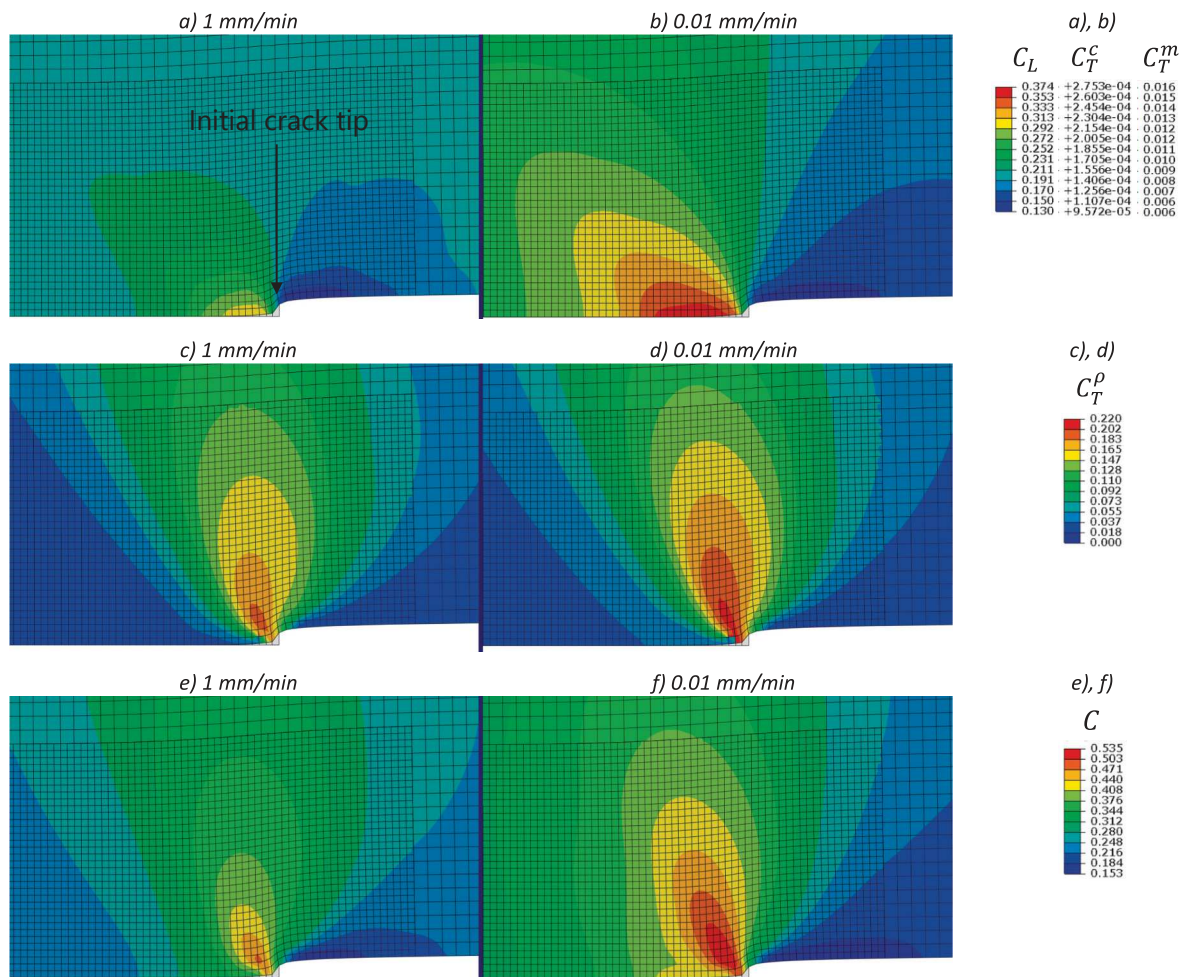 a) 1 mm/min
b) 0.01 mm/min
a), b)
C_L C_T^c C_T^m
0.374 +2.753e-04 0.016
0.353 +2.603e-04 0.015
0.333 +2.454e-04 0.014
0.313 +2.304e-04 0.013
0.292 +2.154e-04 0.012
0.272 +2.005e-04 0.012
0.252 +1.855e-04 0.011
0.231 +1.705e-04 0.010
0.211 +1.556e-04 0.009
0.191 +1.406e-04 0.008
0.170 +1.256e-04 0.007
0.150 +1.107e-04 0.006
0.130 +9.572e-05 0.006
Initial crack tip
c) 1 mm/min
d) 0.01 mm/min
c), d)
C_T^ρ
0.220
0.202
0.183
0.165
0.147
0.128
0.110
0.092
0.073
0.055
0.037
0.018
0.000
e) 1 mm/min
f) 0.01 mm/min
e), f)
C
0.535
0.503
0.471
0.440
0.408
0.376
0.344
0.312
0.280
0.248
0.216
0.184
0.153